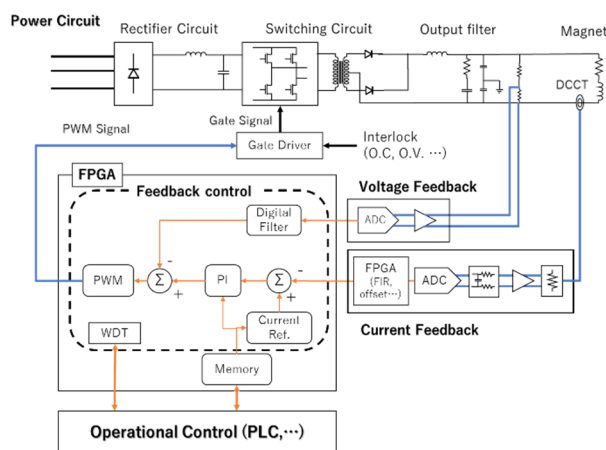 Power Circuit
Rectifier Circuit
Switching Circuit
Output filter
Magnet
DCCT
Gate Signal
PWM Signal
Gate Driver
Interlock
(O.C, O.V. …)
FPGA
Feedback control
Voltage Feedback
Digital
Filter
ADC
-
PWM
Σ
+
PI
Σ
-
+
FPGA
(FIR,
offset…)
ADC
Current
Ref.
WDT
Current Feedback
Memory
Operational Control (PLC,…)